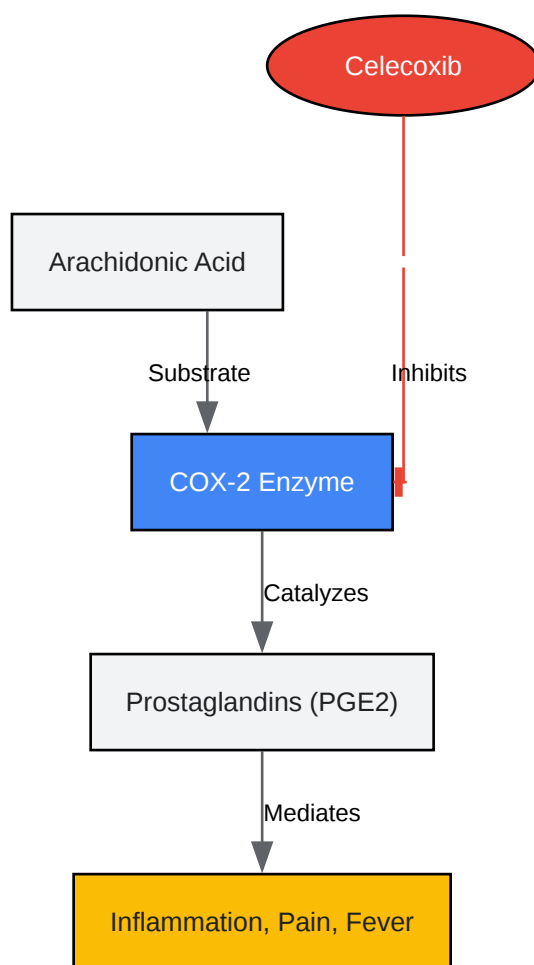 Celecoxib
Arachidonic Acid
Substrate
Inhibits
COX-2 Enzyme
Catalyzes
Prostaglandins (PGE2)
Mediates
Inflammation, Pain, Fever